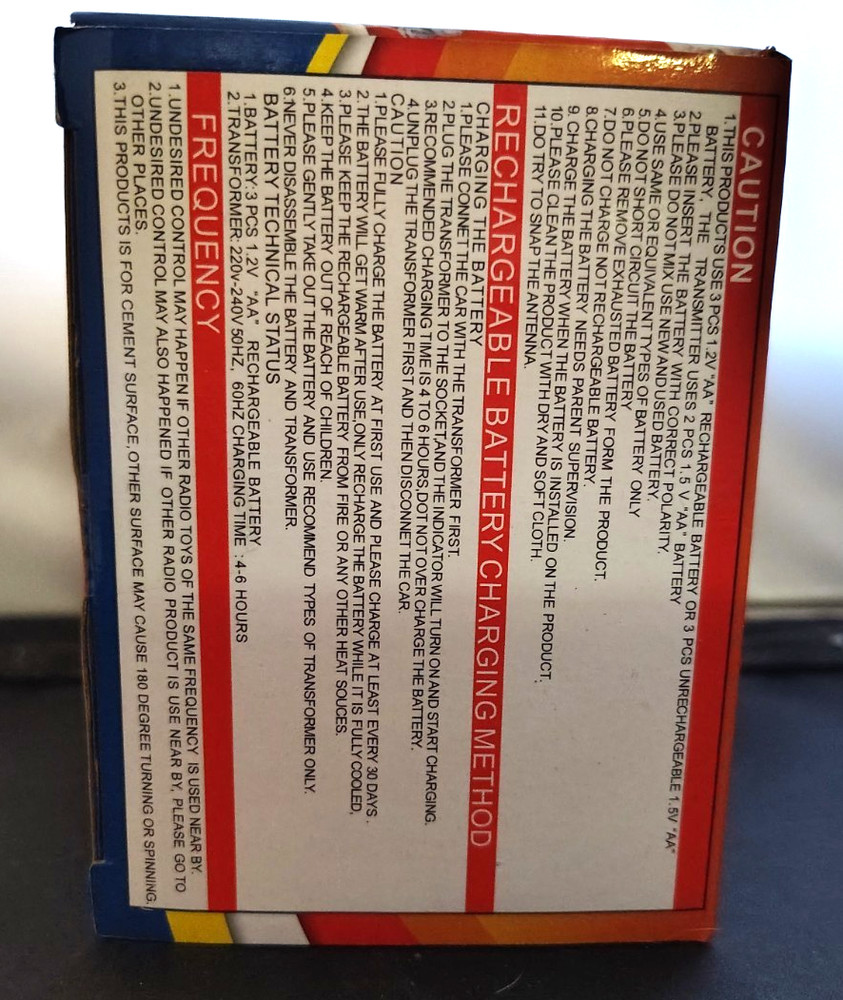 CAUTION
1.THIS PRODUCTS USE 3 PCS 1.2V "AA" RECHARGEABLE BATTERY OR 3 PCS UNRECHARGEABLE 1.5V "AA"
BATTERY, THE TRANSMITTER USES 2 PCS 1.5 V "AA" BATTERY
2.PLEASE INSERT THE BATTERY WITH CORRECT POLARITY.
3.PLEASE DO NOT MIX USE NEW AND USED BATTERY.
4.USE SAME OR EQUIVALENT TYPES OF BATTERY ONLY
5.DO NOT SHORT CIRCUIT THE BATTERY
6.PLEASE REMOVE EXHAUSTED BATTERY FORM THE PRODUCT.
7.DO NOT CHARGE NOT RECHARGEABLE BATTERY.
8.CHARGING THE BATTERY NEEDS PARENT SUPERVISION.
9. CHARGE THE BATTERY WHEN THE BATTERY IS INSTALLED ON THE PRODUCT.
10.PLEASE CLEAN THE PRODUCT WITH DRY AND SOFT CLOTH.
11.DO TRY TO SNAP THE ANTENNA.
RECHARGEABLE BATTERY CHARGING METHOD
CHARGING THE BATTERY
1.PLEASE CONNET THE CAR WITH THE TRANSFORMER FIRST.
2.PLUG THE TRANSFORMER TO THE SOCKET,AND THE INDICATOR WILL TURN ON AND START CHARGING.
3.RECOMMENDED CHARGING TIME IS 4 TO 6 HOURS,DOT NOT OVER CHARGE THE BATTERY.
4.UNPLUG THE TRANSFORMER FIRST AND THEN DISCONNET THE CAR.
CAUTION
1.PLEASE FULLY CHARGE THE BATTERY AT FIRST USE AND PLEASE CHARGE AT LEAST EVERY 30 DAYS.
2.THE BATTERY WILL GET WARM AFTER USE,ONLY RECHARGE THE BATTERY WHILE IT IS FULLY COOLED,
3.PLEASE KEEP THE RECHARGEABLE BATTERY FROM FIRE OR ANY OTHER HEAT SOUCES.
4.KEEP THE BATTERY OUT OF REACH OF CHILDREN.
5.PLEASE GENTLY TAKE OUT THE BATTERY AND USE RECOMMEND TYPES OF TRANSFORMER ONLY.
6.NEVER DISASSEMBLE THE BATTERY AND TRANSFORMER.
BATTERY TECHNICAL STATUS
1.BATTERY:3 PCS 1.2V "AA" RECHARGEABLE BATTERY
2.TRANSFORMER:220v-240V 50HZ, 60HZ CHARGING TIME :4-6 HOURS
FREQUENCY
1.UNDESIRED CONTROL MAY HAPPEN IF OTHER RADIO TOYS OF THE SAME FREQUENCY IS USED NEAR BY.
2.UNDESIRED CONTROL MAY ALSO HAPPENED IF OTHER RADIO PRODUCT IS USE NEAR BY, PLEASE GO TO
OTHER PLACES.
3.THIS PRODUCTS IS FOR CEMENT SURFACE,OTHER SURFACE MAY CAUSE 180 DEGREE TURNING OR SPINNING.